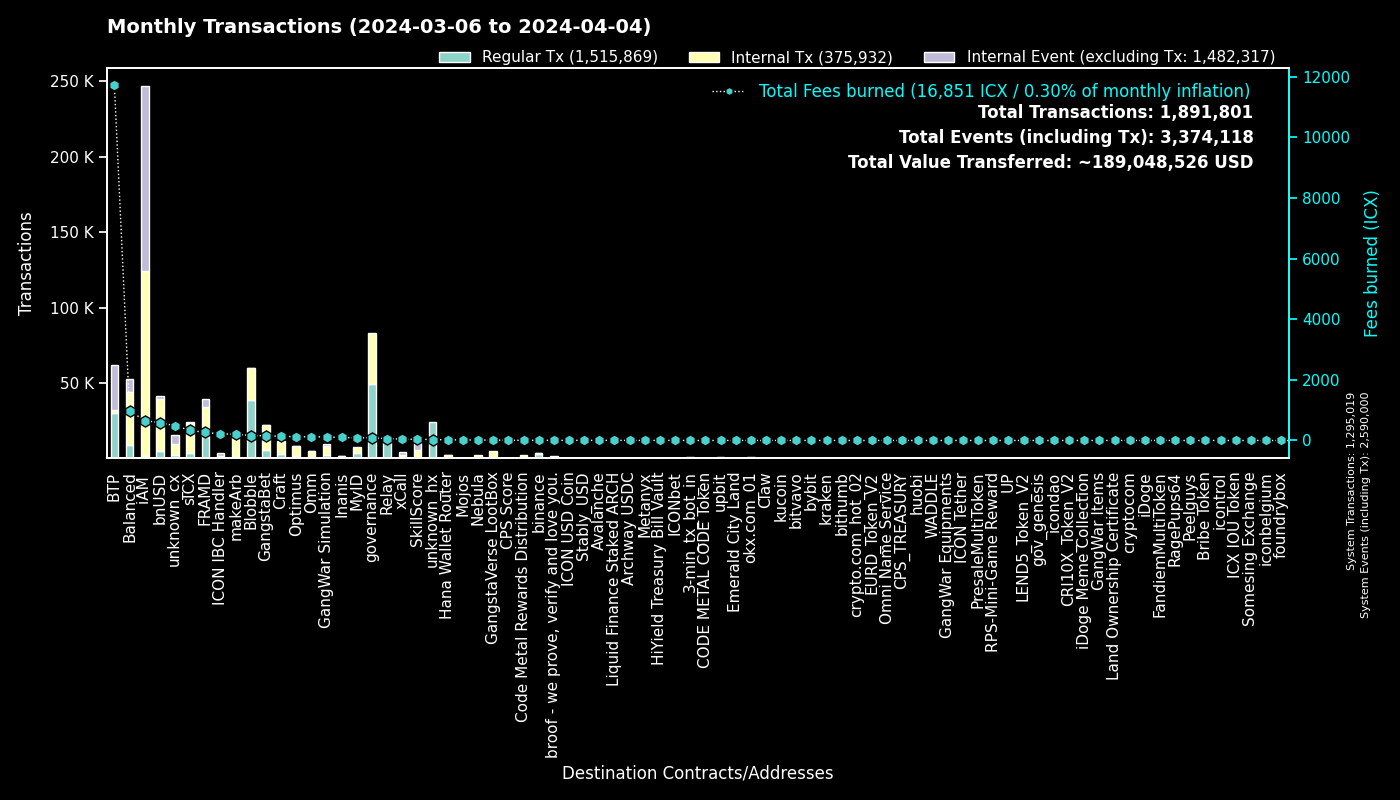 Monthly Transactions (2024-03-06 to 2024-04-04)
Regular Tx (1,515,869)
Internal Tx (375,932)
Internal Event (excluding Tx: 1,482,317)
Total Fees burned (16,851 ICX / 0.30% of monthly inflation)
Total Transactions: 1,891,801
Total Events (including Tx): 3,374,118
Total Value Transferred: ~189,048,526 USD
Transactions
250 K
200 K
150 K
100 K
50 K
12000
10000
8000
6000
4000
2000
0
Fees burned (ICX)
System Transactions: 1,295,019
System Events (including Tx): 2,590,000
BTP
Balanced
iAM
bnUSD
unknown_cx
sICX
FRAMD
ICON IBC Handler
makeArb
Blobble
GangstaBet
Craft
Optimus
Omm
GangWar Simulation
Inanis
MyID
governance
Relay
xCall
SkillScore
unknown_hx
Hana Wallet Router
Mojos
Nebula
GangstaVerse LootBox
CPS Score
Code Metal Rewards Distribution
binance
broof - we prove, verify and love you.
ICON USD Coin
Stably_USD
Avalanche
Liquid Finance Staked ARCH
Archway USDC
Metanyx
HiYield Treasury Bill Vault
ICONbet
3-min_tx_bot_in
CODE METAL CODE Token
upbit
Emerald City Land
okx.com_01
Claw
kucoin
bitvavo
bybit
kraken
bithumb
crypto.com_hot_02
EURD_Token_V2
Omni Name Service
CPS_TREASURY
huobi
WADDLE
GangWar Equipments
ICON_Tether
PresaleMultiToken
RPS-Mini-Game Reward
UP
LEND5_Token_V2
gov_genesis
icondao
CRI10X_Token_V2
iDoge Meme Collection
GangWar Items
Land Ownership Certificate
cryptocom
iDoge
FandiemMultiToken
RagePups64
Peelguys
Bribe Token
icontrol
ICX IOU Token
Somesing Exchange
iconbelgium
foundrybox
Destination Contracts/Addresses